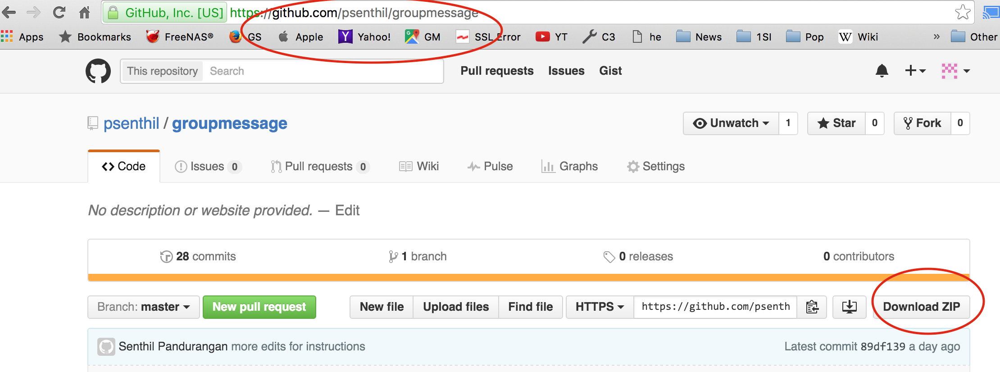 GitHub, Inc. [US] https://github.com/psenthil/groupmessage
Apps Bookmarks FreeNAS® GS Apple Yahoo! GM SSL Error YT C3 he News 1SI Pop Wiki » Other
This repository Search Pull requests Issues Gist
psenthil / groupmessage Unwatch 1 Star 0 Fork 0
Code Issues 0 Pull requests 0 Wiki Pulse Graphs Settings
No description or website provided. — Edit
28 commits 1 branch 0 releases 0 contributors
Branch: master New pull request New file Upload files Find file HTTPS https://github.com/psenth Download ZIP
Senthil Pandurangan more edits for instructions Latest commit 89df139 a day ago